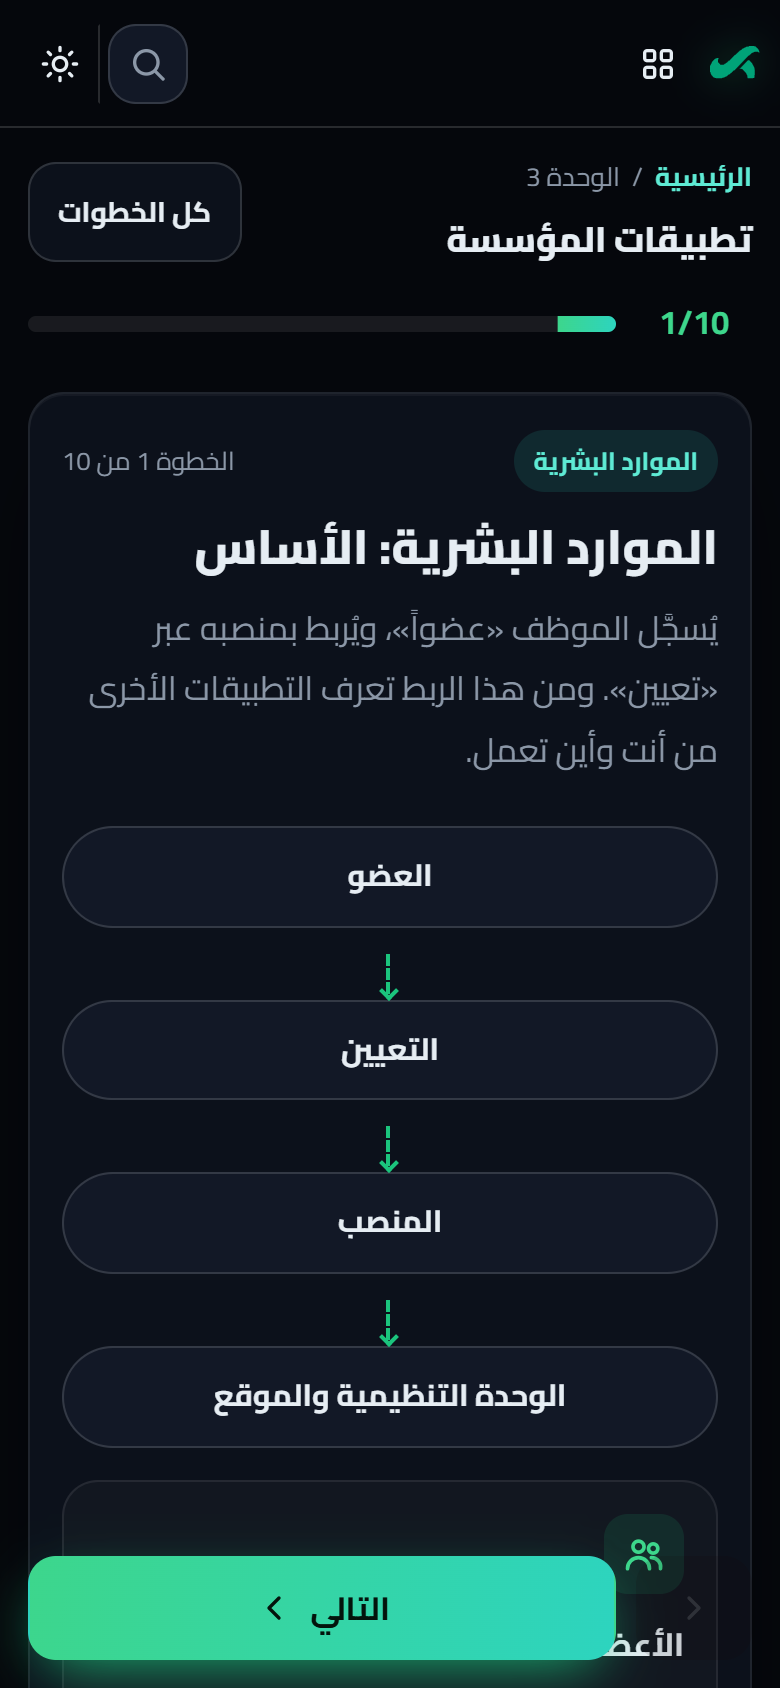 الرئيسية / الوحدة 3
تطبيقات المؤسسة
كل الخطوات
1/10
الموارد البشرية
الخطوة 1 من 10
الموارد البشرية: الأساس
يُسجَّل الموظف «عضواً»، ويُربط بمنصبه عبر
«تعيين». ومن هذا الربط تعرف التطبيقات الأخرى
من أنت وأين تعمل.
العضو
التعيين
المنصب
الوحدة التنظيمية والموقع
التالي